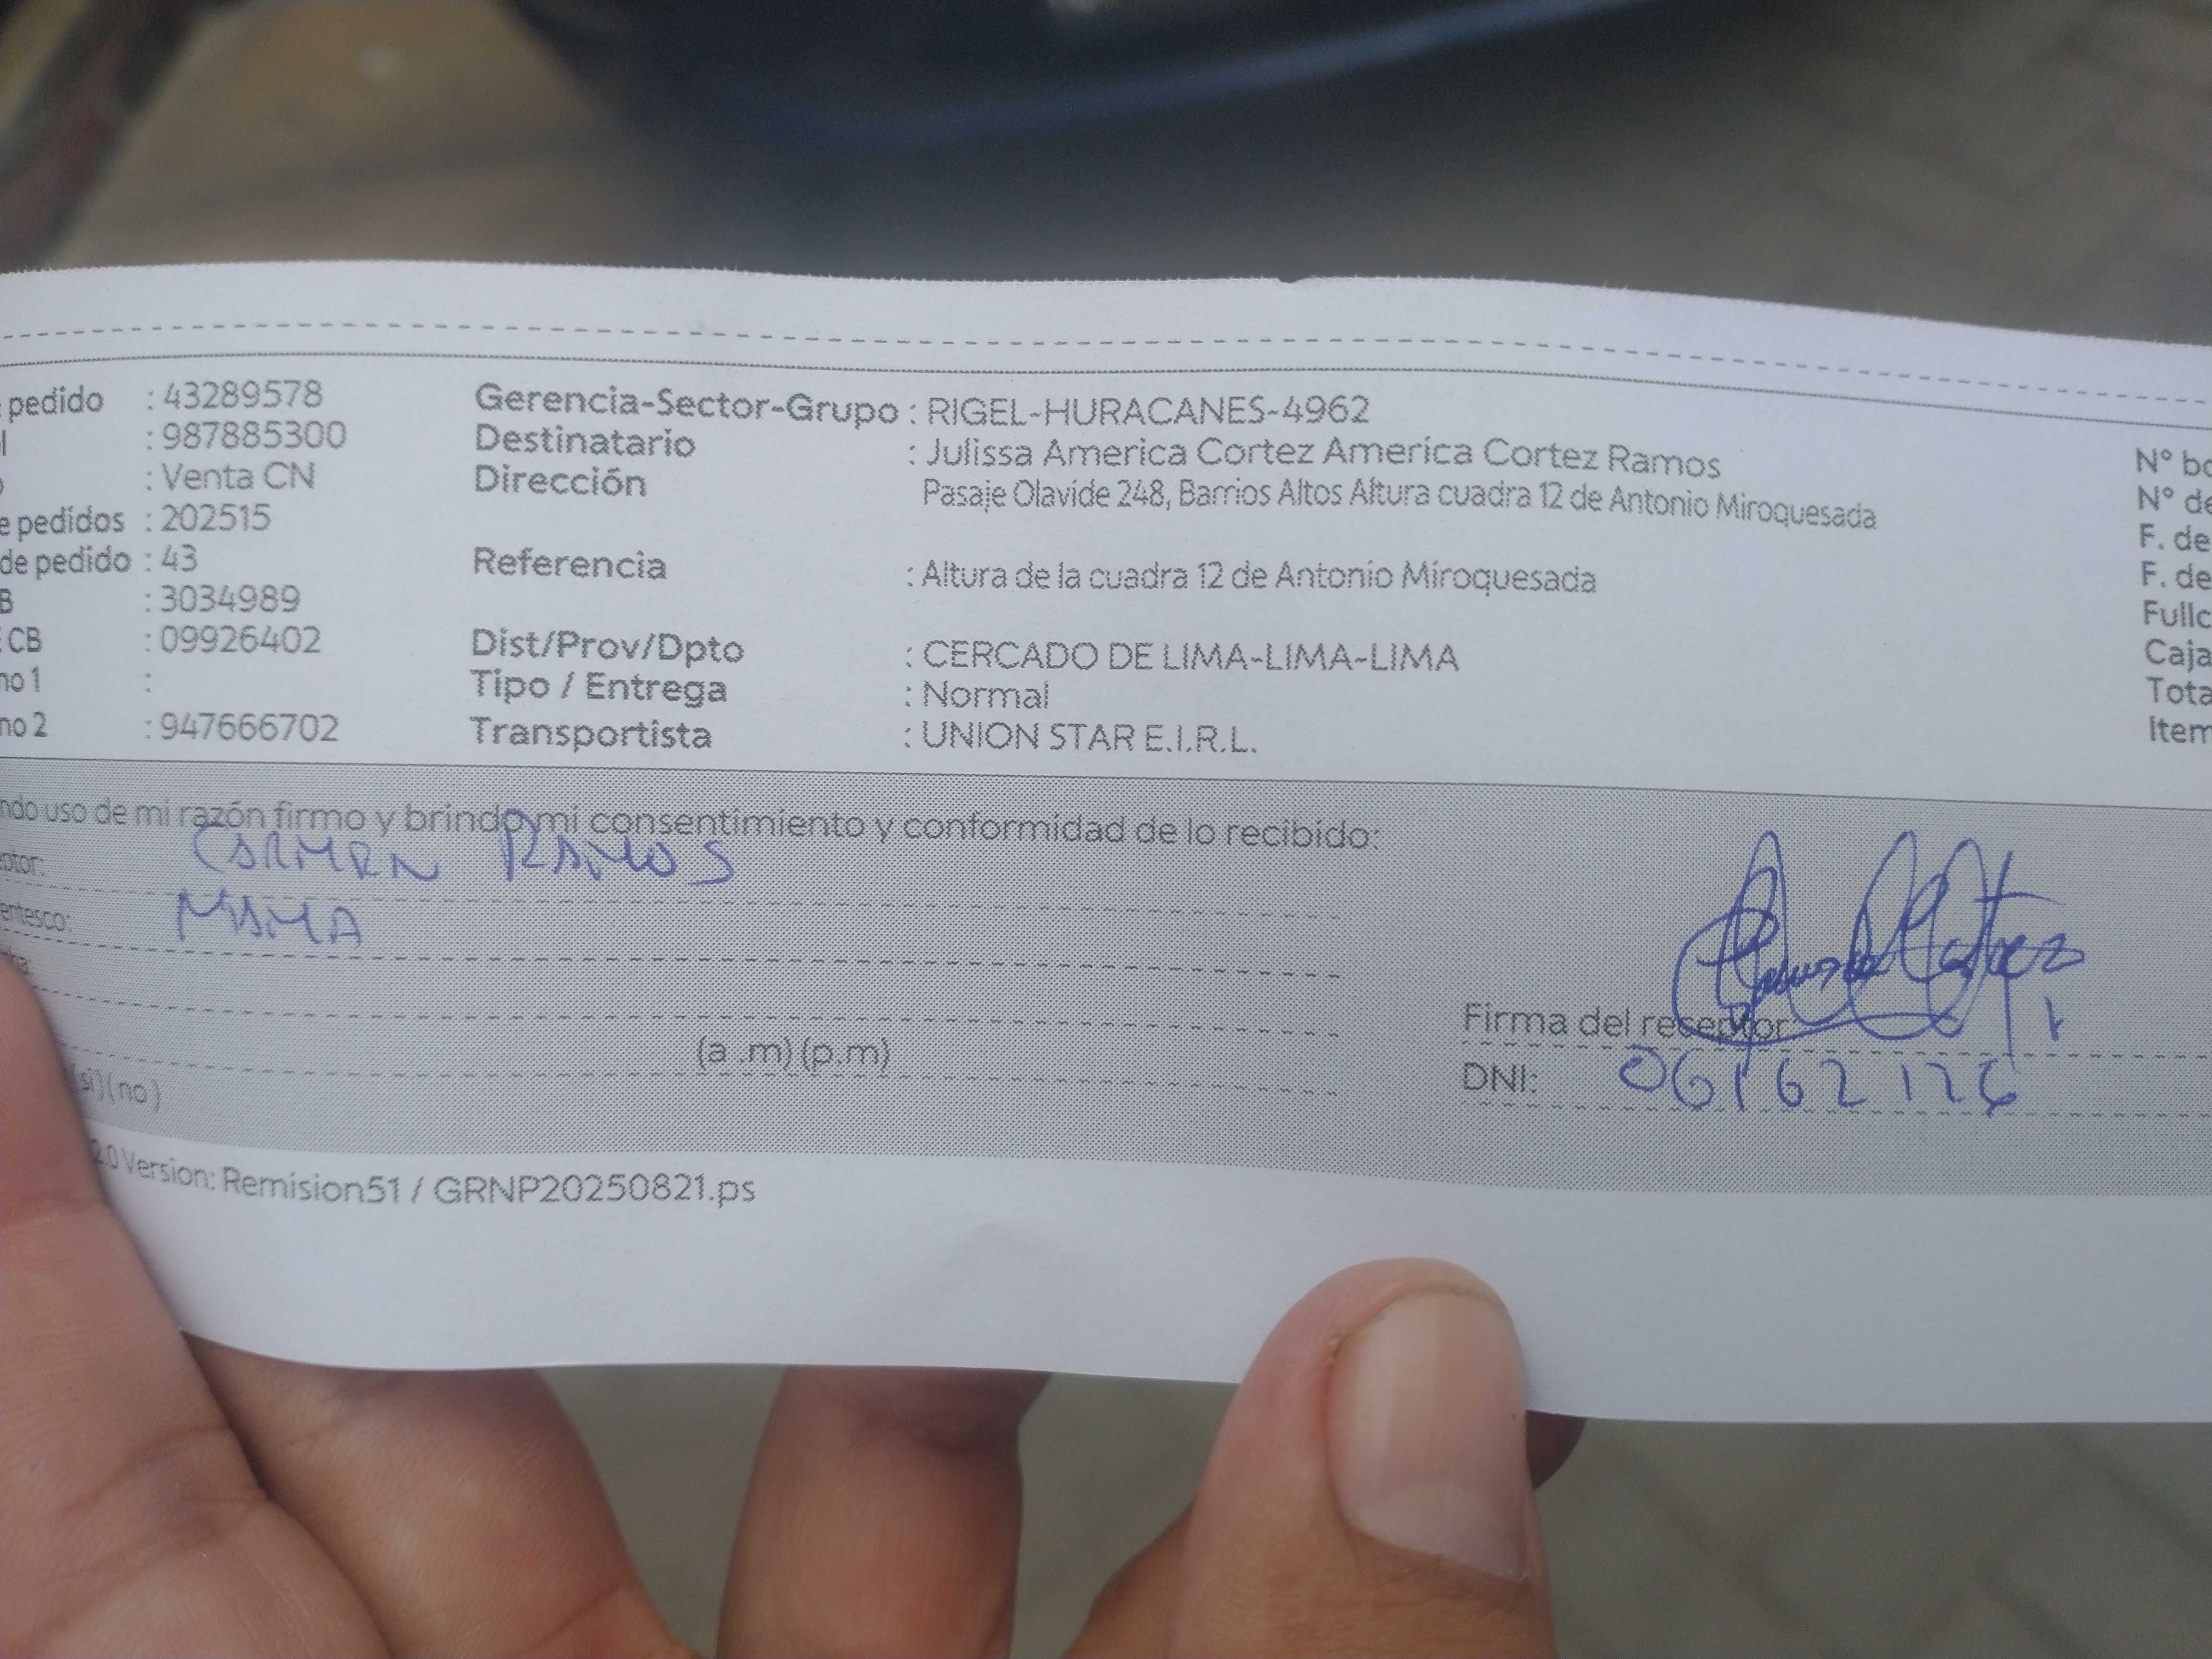 pedido : 43289578 Gerencia-Sector-Grupo : RIGEL-HURACANES-4962
: 987885300 Destinatario : Julissa America Cortez America Cortez Ramos Nº
: Venta CN Dirección Pasaje Olavide 248, Barrios Altos Altura cuadra 12 de Antonio Miroquesada Nº de
e pedidos : 202515 F. de
de pedido : 43 Referencia : Altura de la cuadra 12 de Antonio Miroquesada F. de
B : 3034989 Fullc
CB : 09926402 Dist/Prov/Dpto : CERCADO DE LIMA-LIMA-LIMA Caja
no 1 : Tipo / Entrega : Normal Tota
no 2 : 947666702 Transportista : UNION STAR E.I.R.L. Item
ndo uso de mi razón firmo y brindo mi consentimiento y conformidad de lo recibido:
eptor: CARMEN RAMOS
entesco: MAMA
Firma del receptor
(a .m) (p.m)
DNI: 06162176
(si) (no)
2.0 Version: Remision51 / GRNP20250821.ps